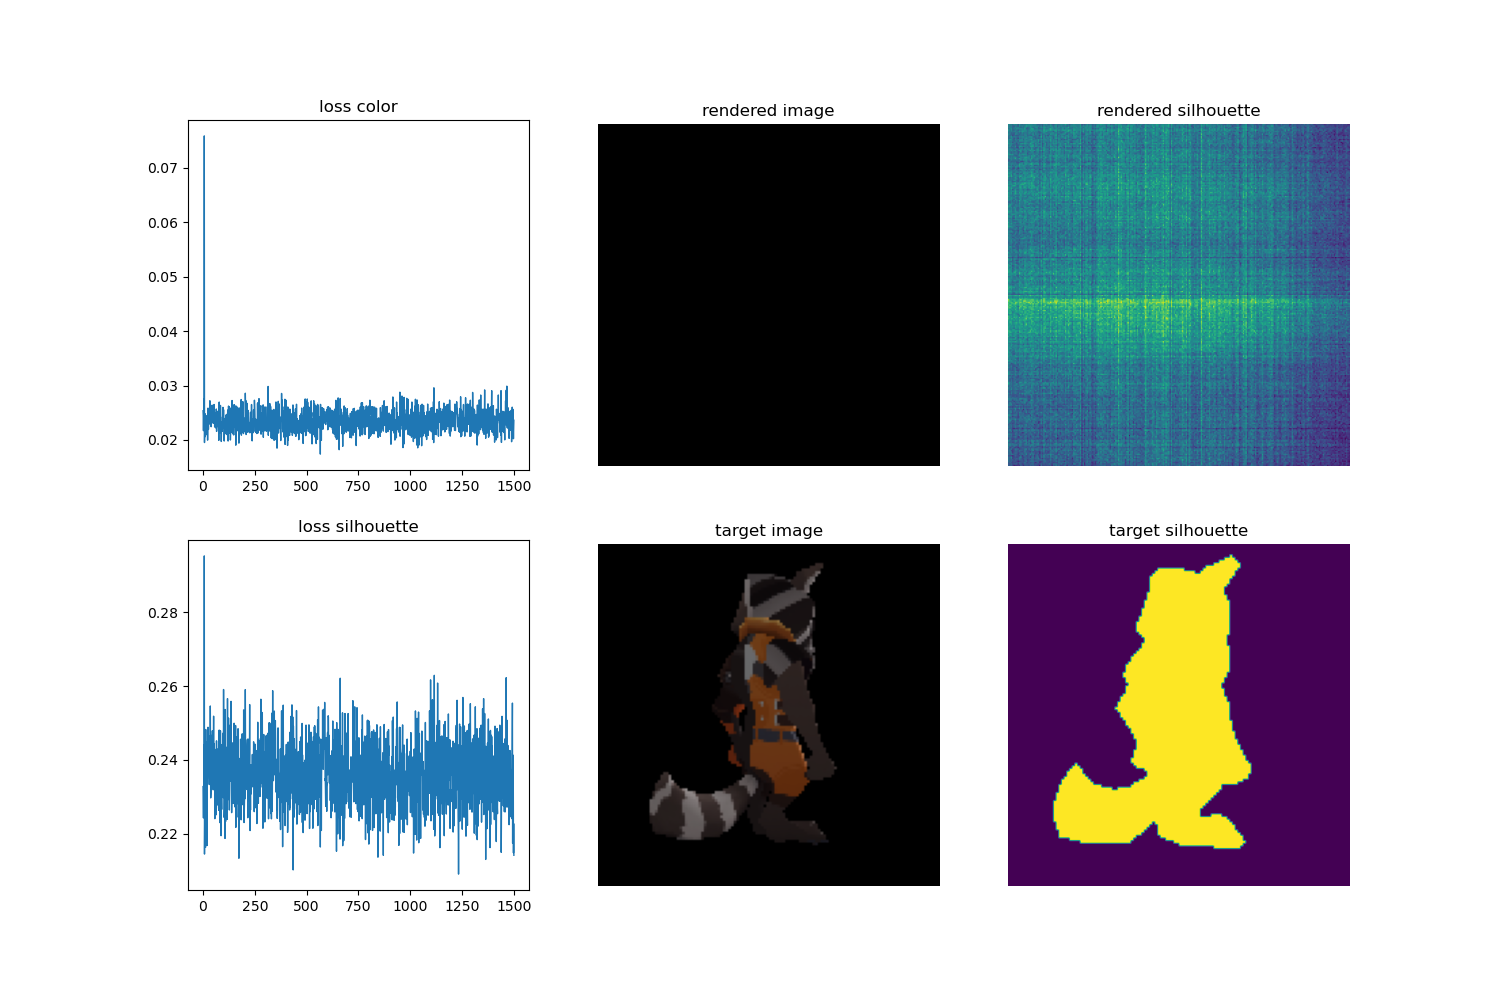 loss color
0.07
0.06
0.05
0.04
0.03
0.02
0 250 500 750 1000 1250 1500
rendered image
rendered silhouette
loss silhouette
0.28
0.26
0.24
0.22
0 250 500 750 1000 1250 1500
target image
target silhouette